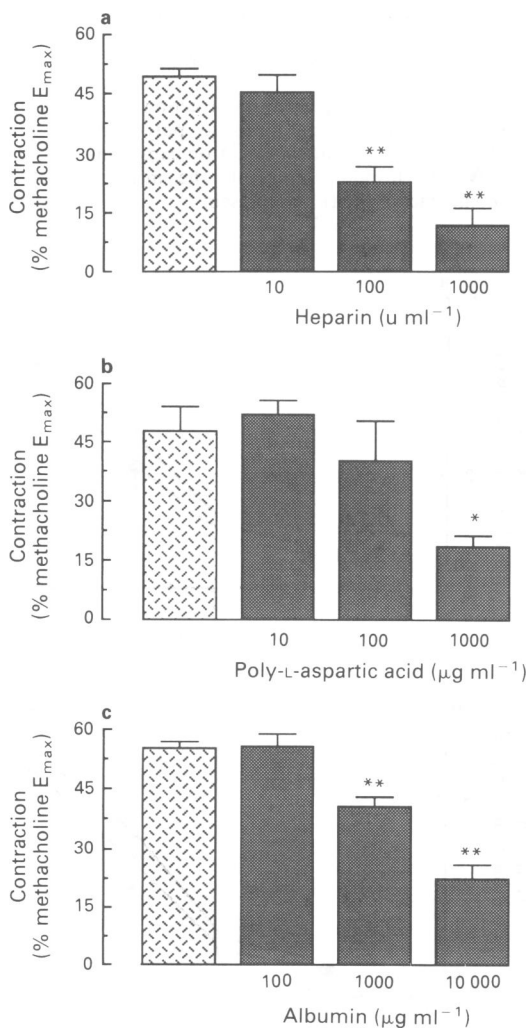 a
Contraction
(% methacholine Emax)
60
45
30
15
0
**
**
10 100 1000
Heparin (u ml⁻¹)
b
Contraction
(% methacholine Emax)
60
45
30
15
0
*
10 100 1000
Poly-L-aspartic acid (μg ml⁻¹)
c
Contraction
(% methacholine Emax)
60
45
30
15
0
**
**
100 1000 10 000
Albumin (μg ml⁻¹)